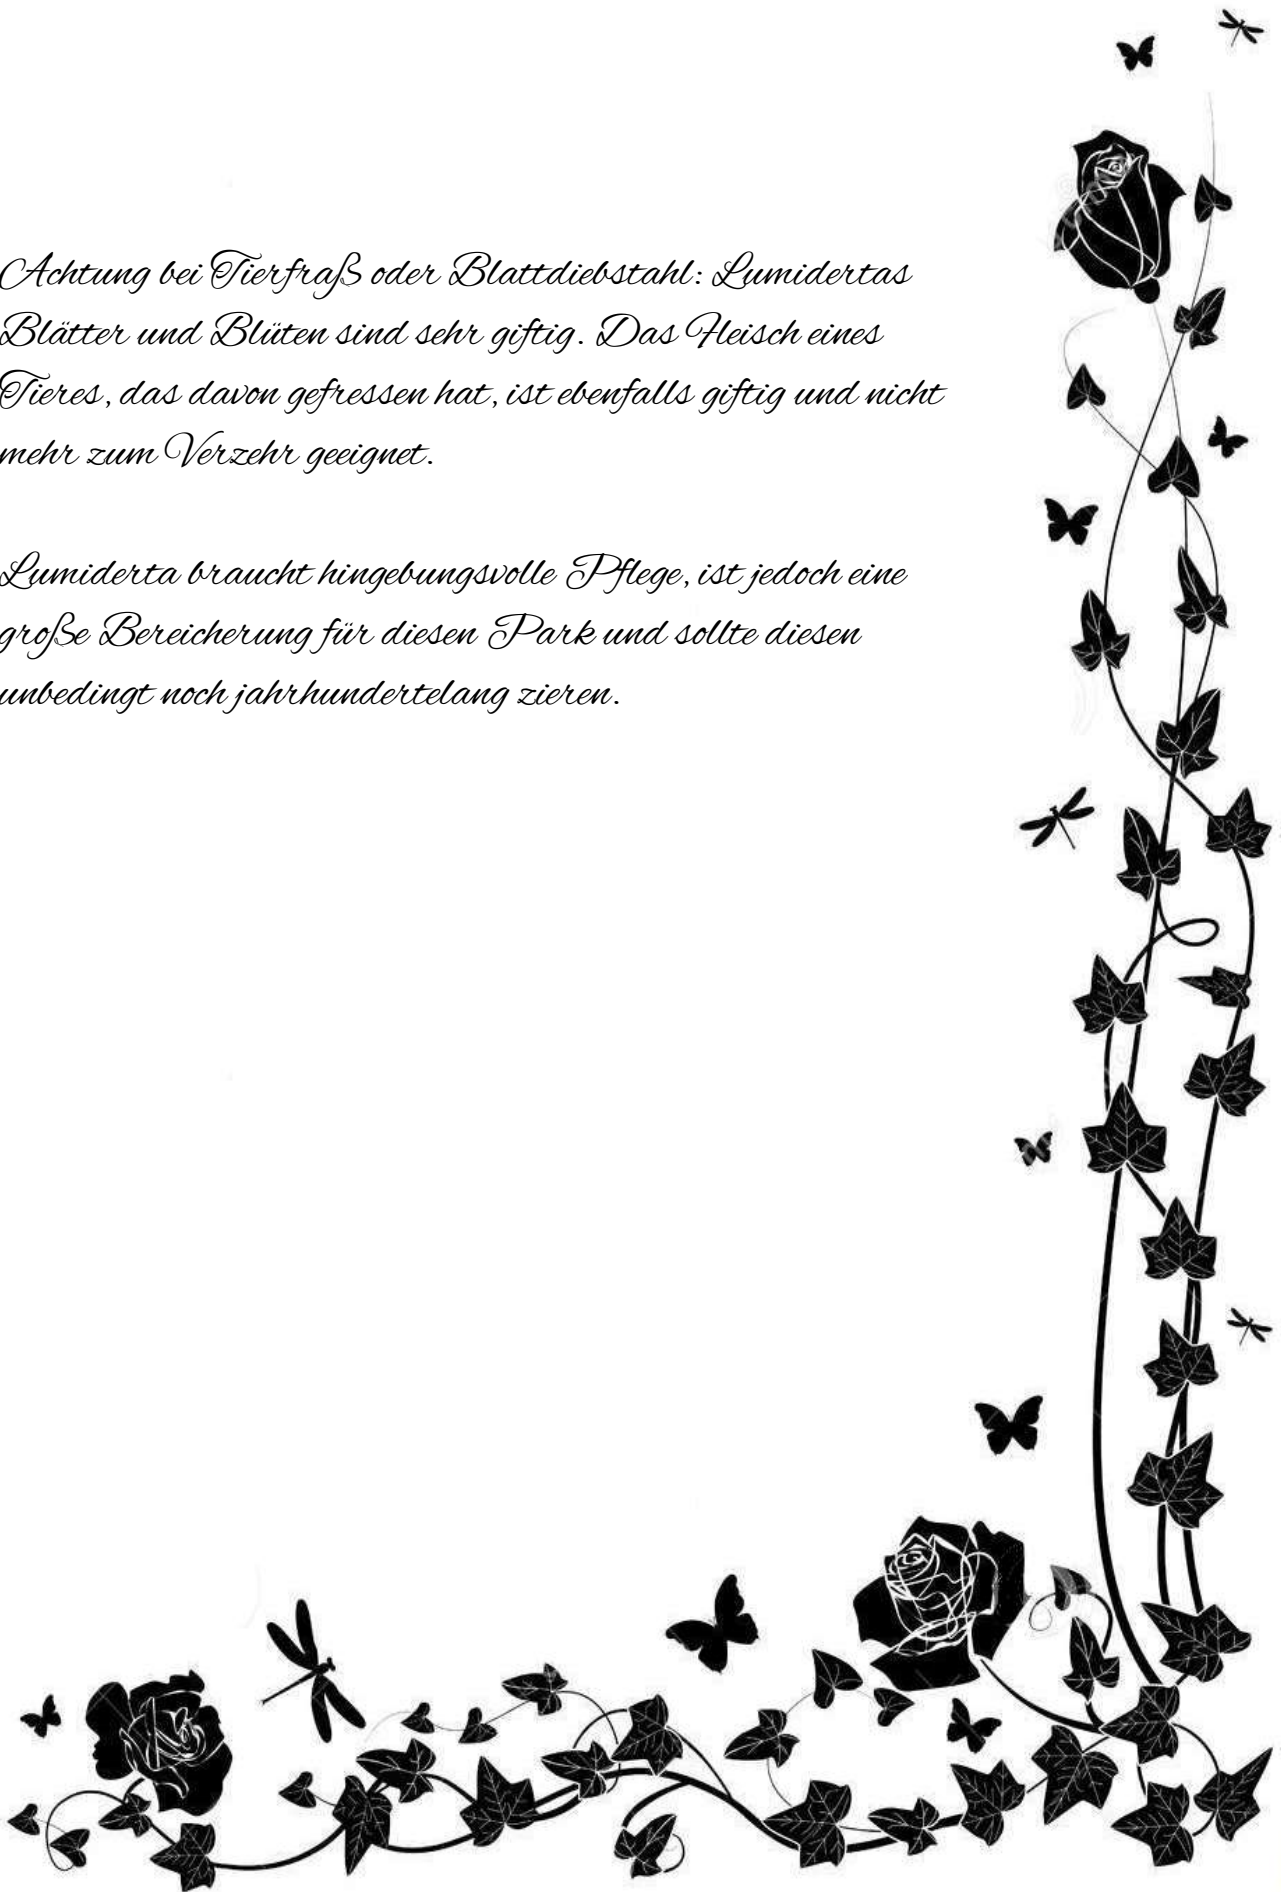 Achtung bei Tierfraß oder Blattdiebstahl: Lumidertas
Blätter und Blüten sind sehr giftig. Das Fleisch eines
Tieres, das davon gefressen hat, ist ebenfalls giftig und nicht
mehr zum Verzehr geeignet.
Lumiderta braucht hingebungsvolle Pflege, ist jedoch eine
große Bereicherung für diesen Park und sollte diesen
unbedingt noch jahrhundertelang zieren.